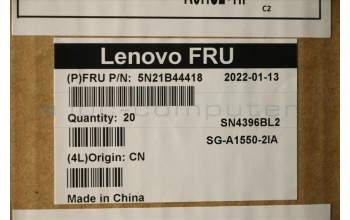 C2
Lenovo FRU
(P)FRU P/N: 5N21B44418 2022-01-13
Quantity: 20 SN4396BL2
SG-A1550-2IA
(4L)Origin: CN
Made in China